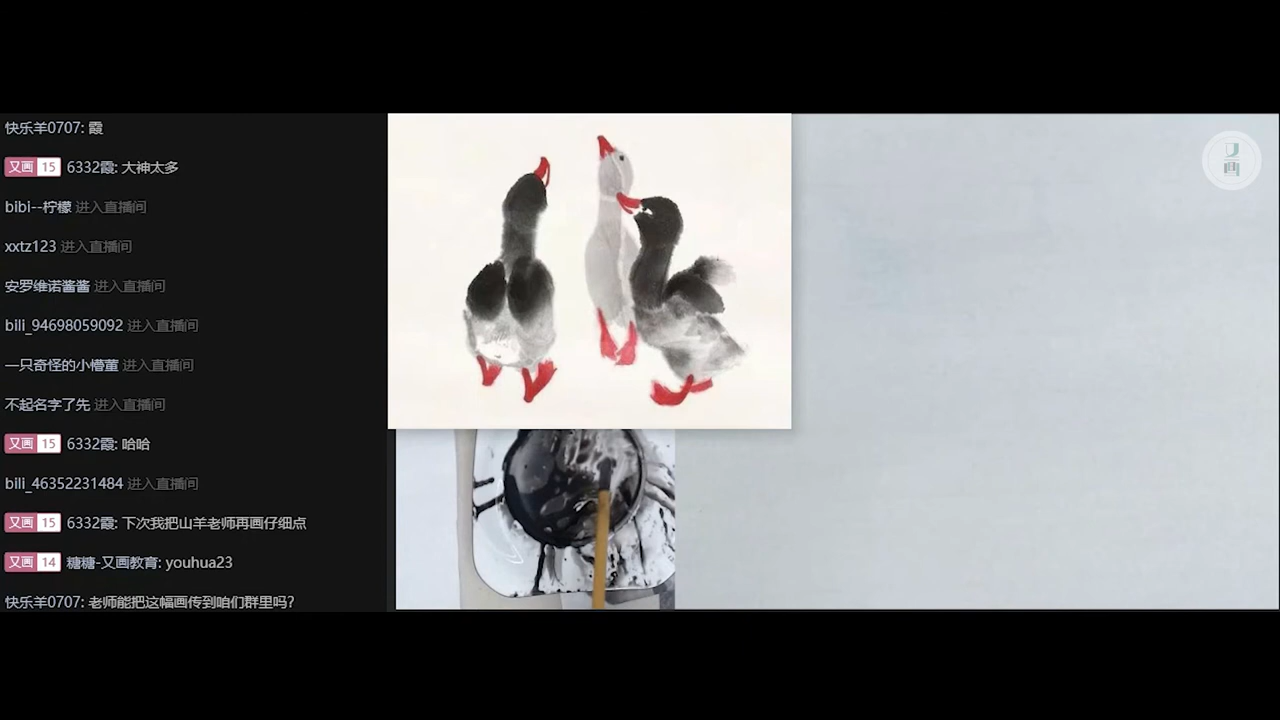 快乐羊0707: 霞
又画 15 6332霞: 大神太多
bibi--柠檬 进入直播间
xxtz123 进入直播间
安罗维诺酱酱 进入直播间
bili_94698059092 进入直播间
一只奇怪的小懵董 进入直播间
不起名字了先 进入直播间
又画 15 6332霞: 哈哈
bili_46352231484 进入直播间
又画 15 6332霞: 下次我把山羊老师再画仔细点
又画 14 糖糖-又画教育: youhua23
快乐羊0707: 老师能把这幅画传到咱们群里吗?
又画